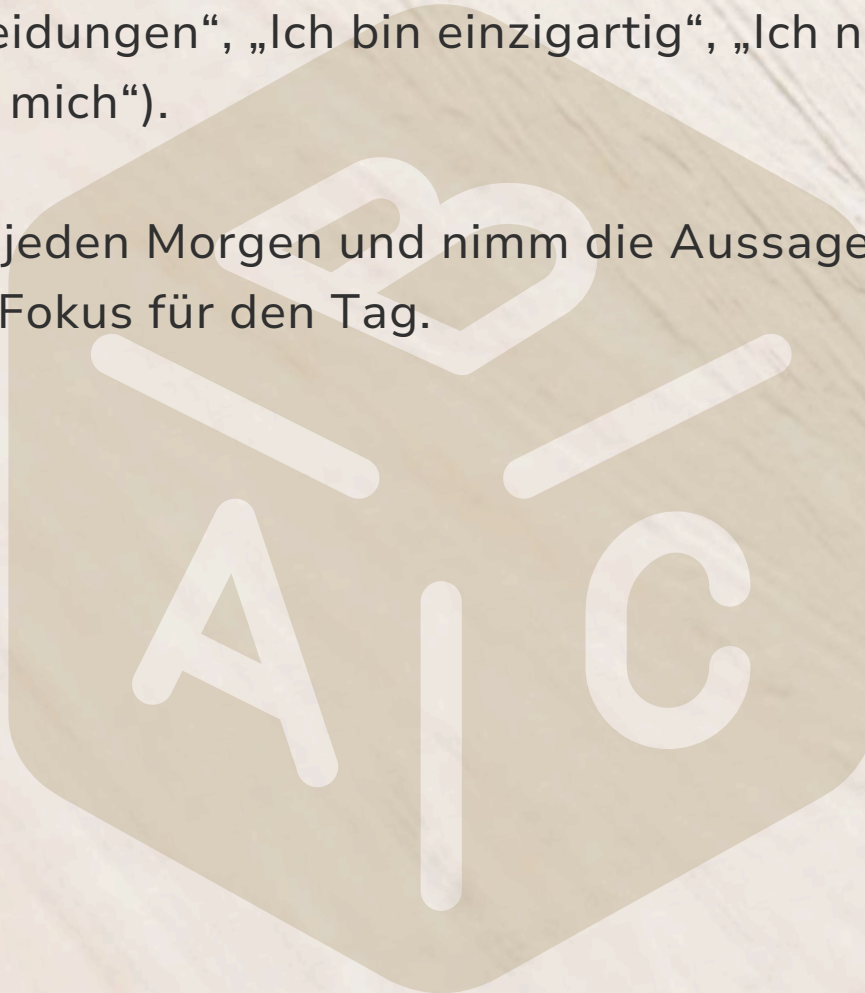 eidungen“, „Ich bin einzigartig“, „Ich n
mich“).
jeden Morgen und nimm die Aussage
Fokus für den Tag.
B
A C